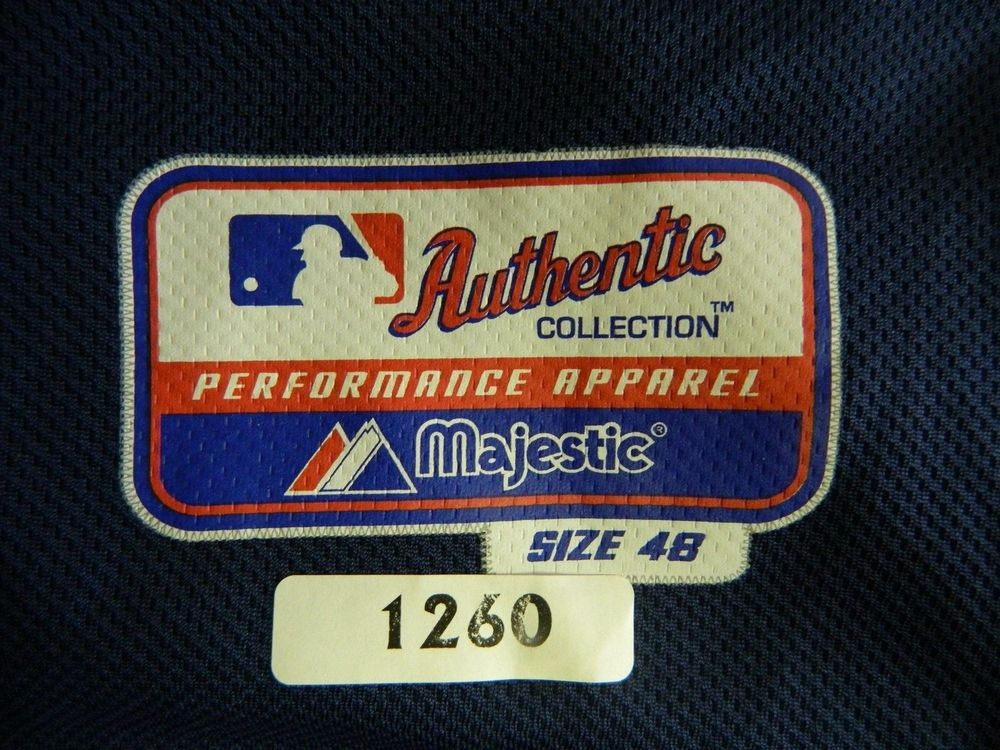 Authentic
COLLECTION™
PERFORMANCE APPAREL
Majestic®
SIZE 48
1260